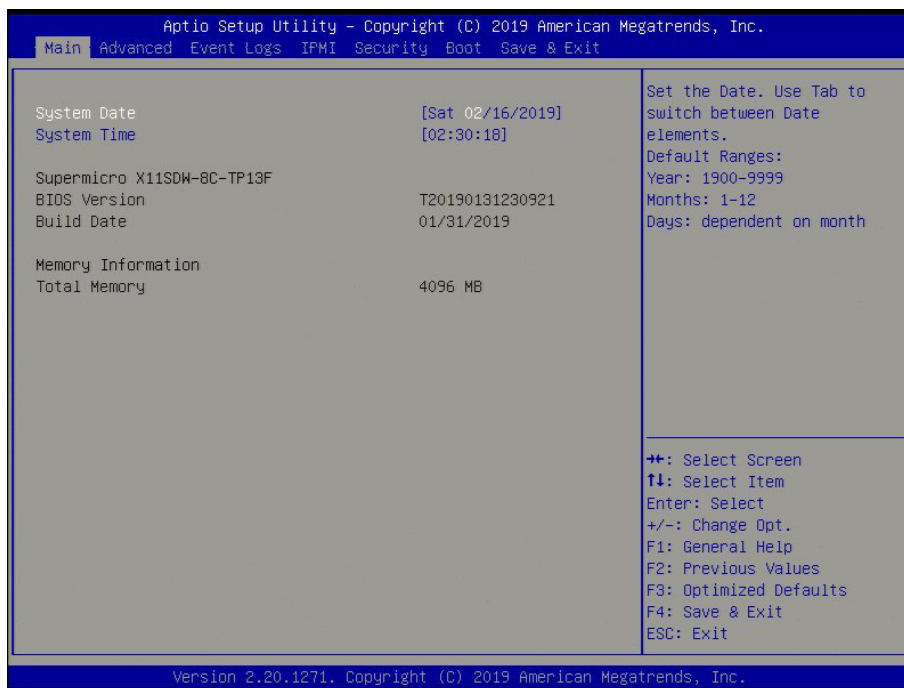 Aptio Setup Utility – Copyright (C) 2019 American Megatrends, Inc.
Main Advanced Event Logs IPMI Security Boot Save & Exit
System Date [Sat 02/16/2019]
System Time [02:30:18]
Supermicro X11SDW-8C-TP13F
BIOS Version T20190131230921
Build Date 01/31/2019
Memory Information
Total Memory 4096 MB
Set the Date. Use Tab to
switch between Date
elements.
Default Ranges:
Year: 1900-9999
Months: 1-12
Days: dependent on month
→←: Select Screen
↑↓: Select Item
Enter: Select
+/-: Change Opt.
F1: General Help
F2: Previous Values
F3: Optimized Defaults
F4: Save & Exit
ESC: Exit
Version 2.20.1271. Copyright (C) 2019 American Megatrends, Inc.